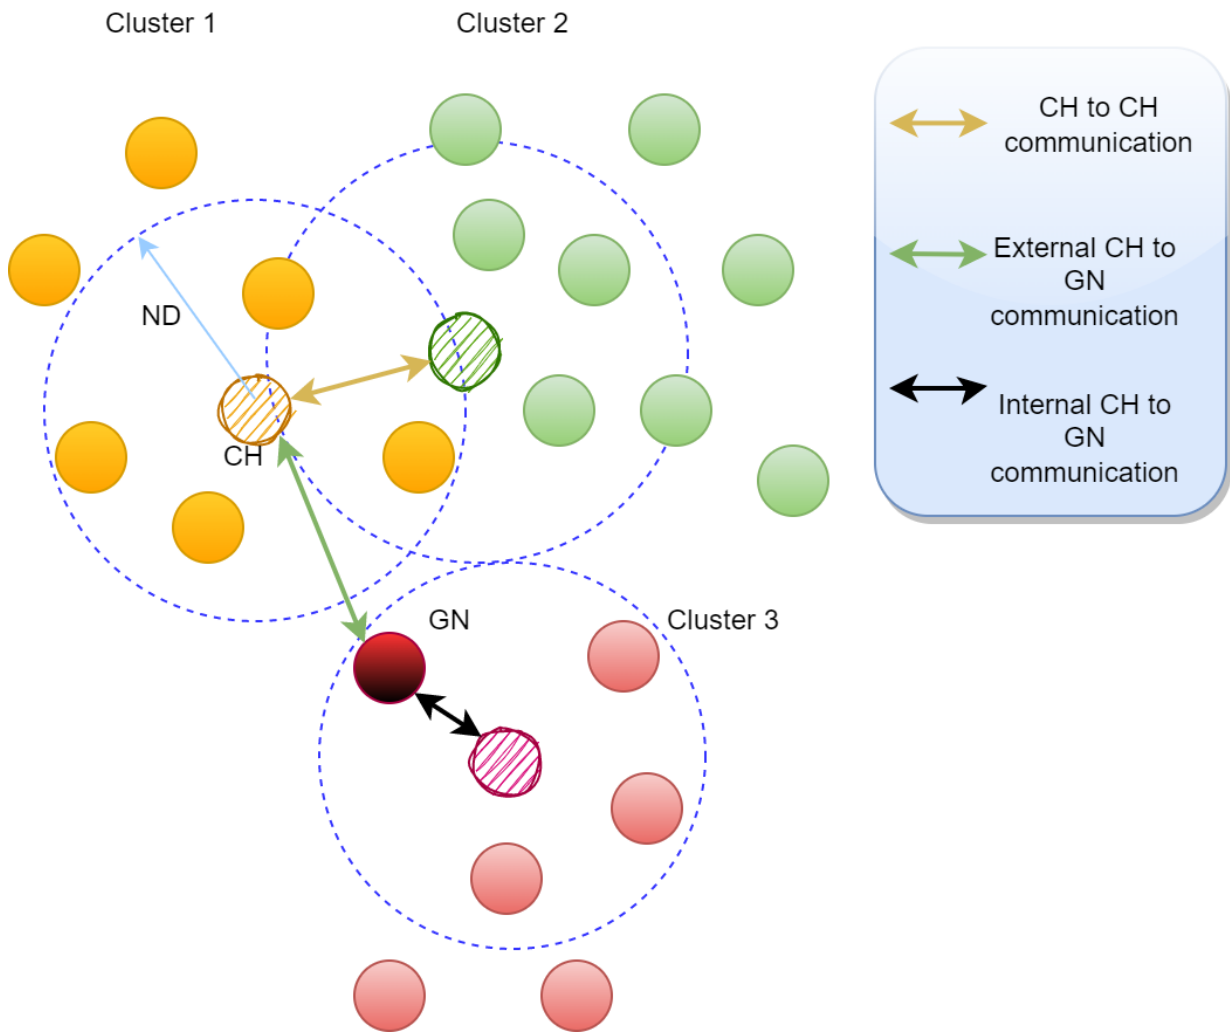 Cluster 1
Cluster 2
CH to CH
communication
External CH to
GN
communication
Internal CH to
GN
communication
ND
CH
GN
Cluster 3